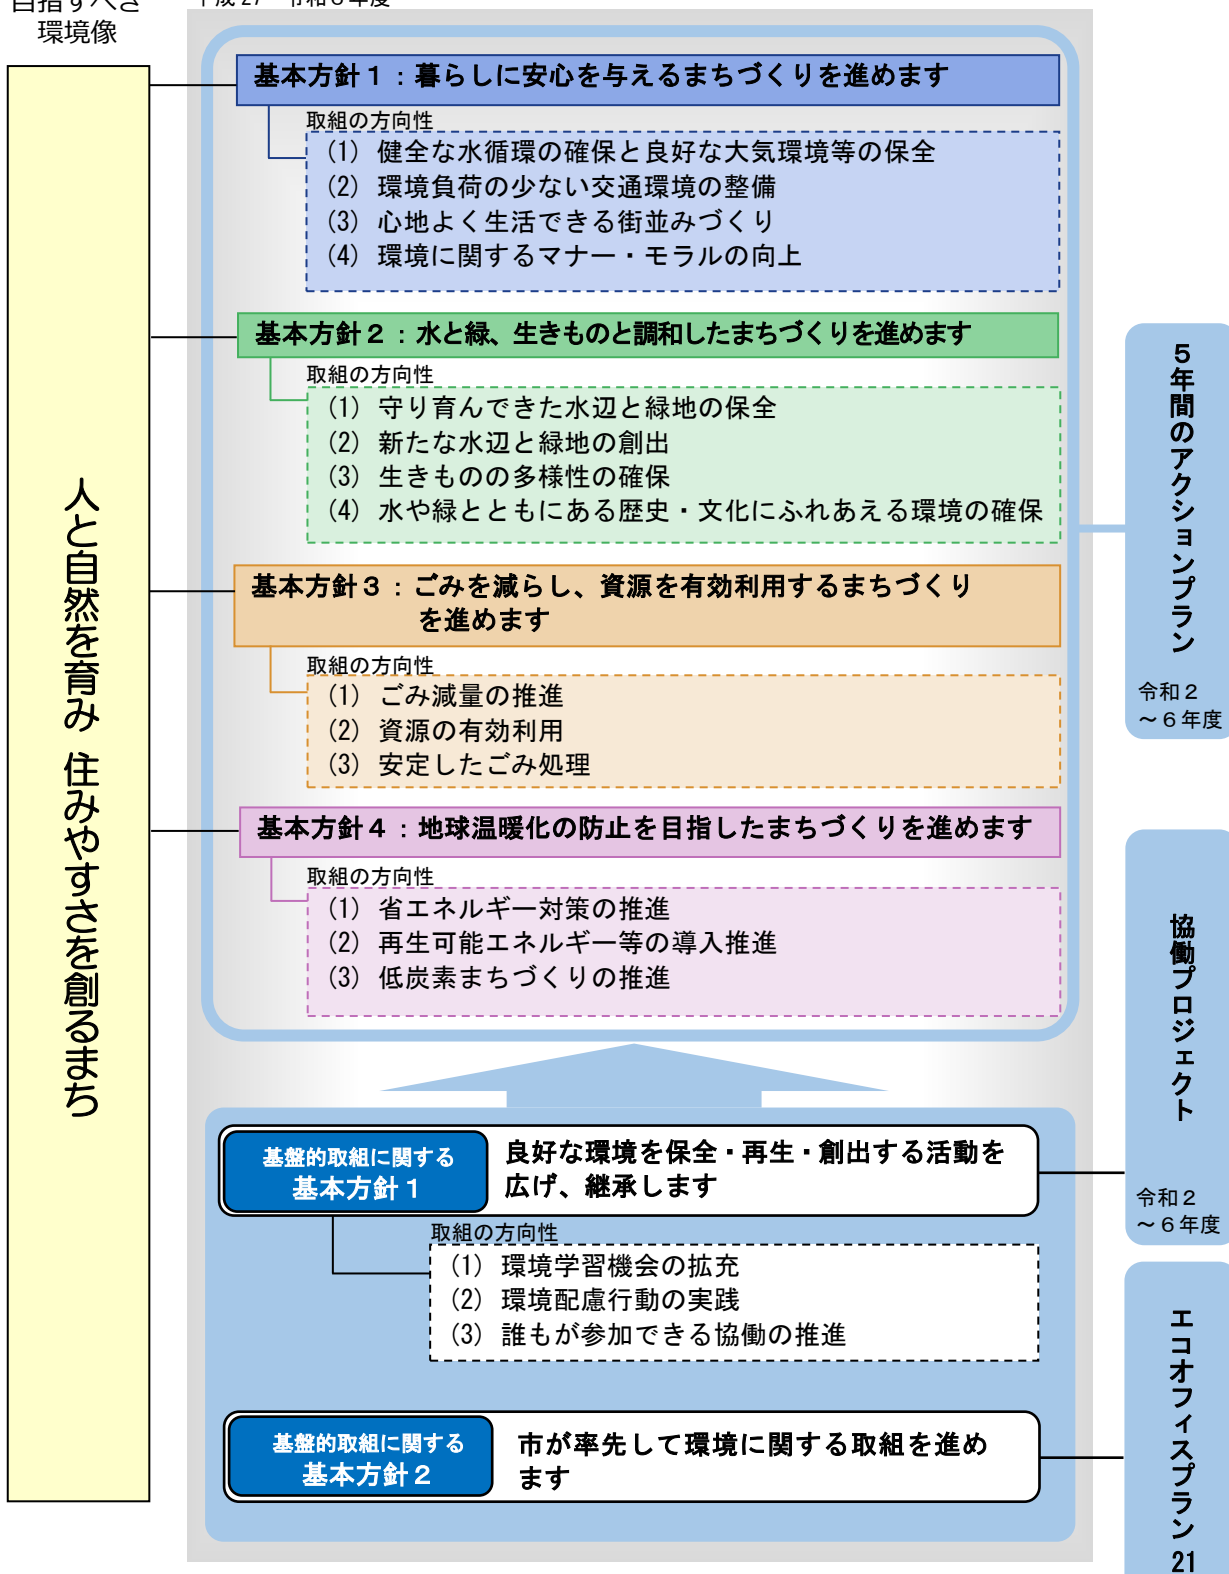 目指すべき
環境像
人と自然を育み 住みやすさを創るまち
基本方針１：暮らしに安心を与えるまちづくりを進めます
取組の方向性
(1) 健全な水循環の確保と良好な大気環境等の保全
(2) 環境負荷の少ない交通環境の整備
(3) 心地よく生活できる街並みづくり
(4) 環境に関するマナー・モラルの向上
基本方針２：水と緑、生きものと調和したまちづくりを進めます
取組の方向性
(1) 守り育んできた水辺と緑地の保全
(2) 新たな水辺と緑地の創出
(3) 生きものの多様性の確保
(4) 水や緑とともにある歴史・文化にふれあえる環境の確保
基本方針３：ごみを減らし、資源を有効利用するまちづくり
を進めます
取組の方向性
(1) ごみ減量の推進
(2) 資源の有効利用
(3) 安定したごみ処理
基本方針４：地球温暖化の防止を目指したまちづくりを進めます
取組の方向性
(1) 省エネルギー対策の推進
(2) 再生可能エネルギー等の導入推進
(3) 低炭素まちづくりの推進
基盤的取組に関する
基本方針１
良好な環境を保全・再生・創出する活動を
広げ、継承します
取組の方向性
(1) 環境学習機会の拡充
(2) 環境配慮行動の実践
(3) 誰もが参加できる協働の推進
基盤的取組に関する
基本方針２
市が率先して環境に関する取組を進め
ます
５年間のアクションプラン
令和２
～６年度
協働プロジェクト
令和２
～６年度
エコオフィスプラン21